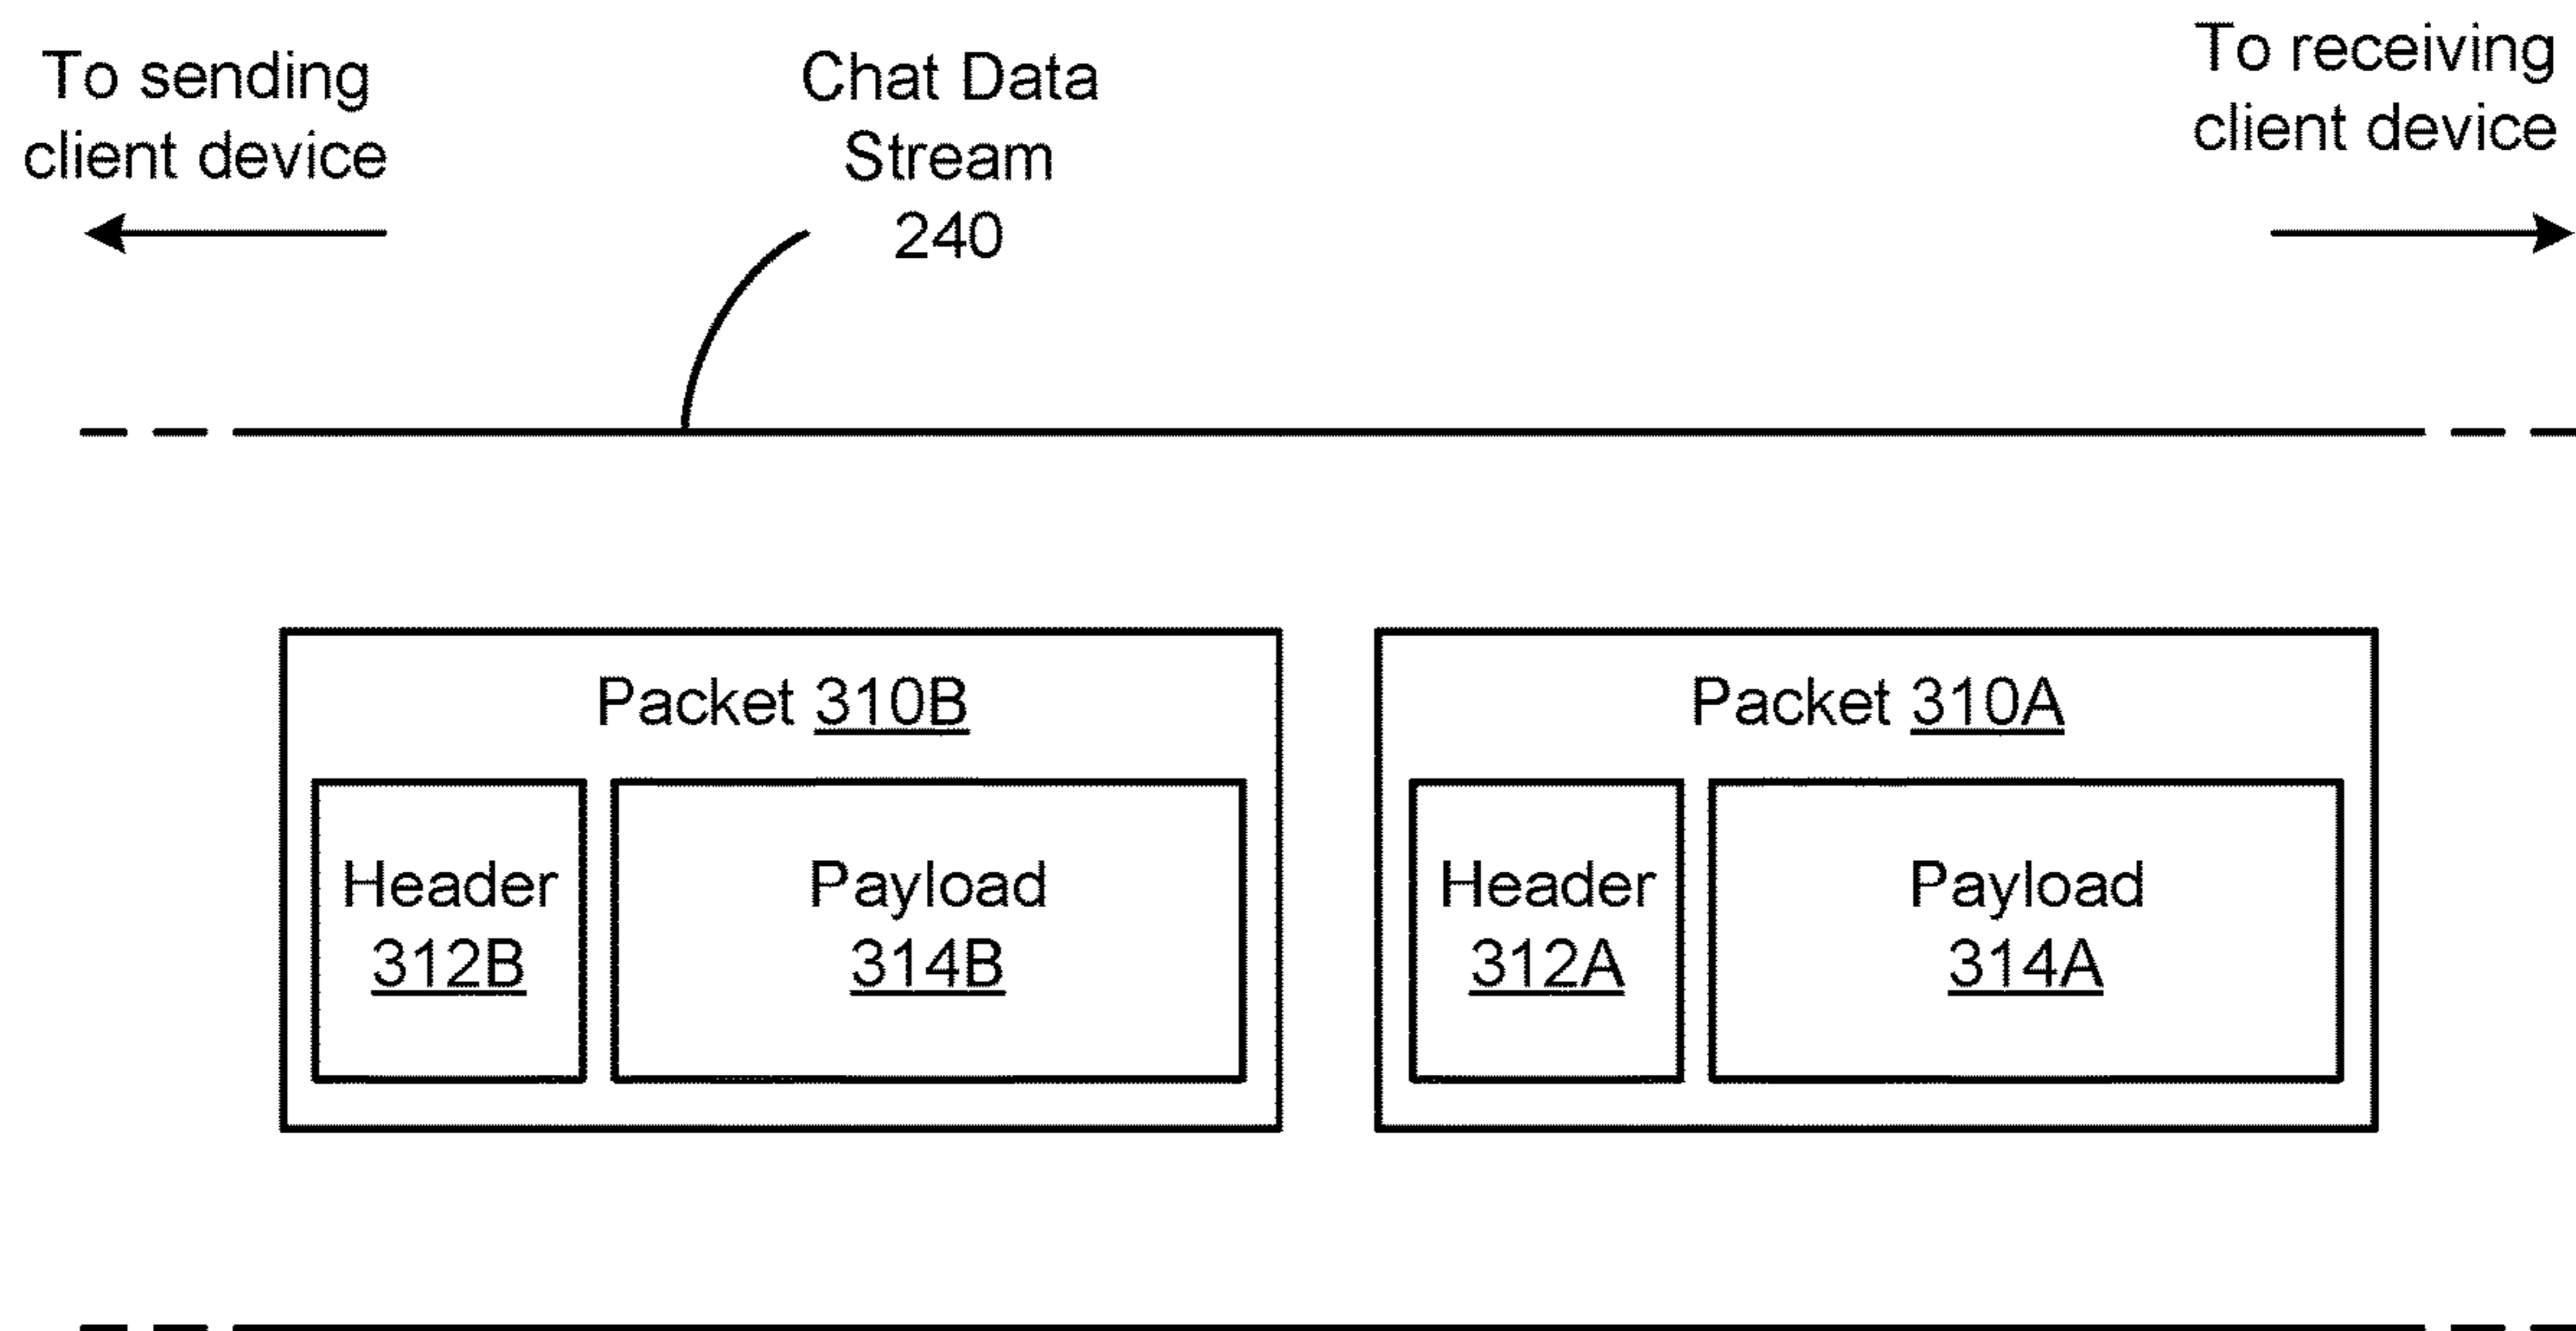 To sending
client device
Chat Data
Stream
240
To receiving
client device
Packet 310B
Header
312B
Payload
314B
Packet 310A
Header
312A
Payload
314A